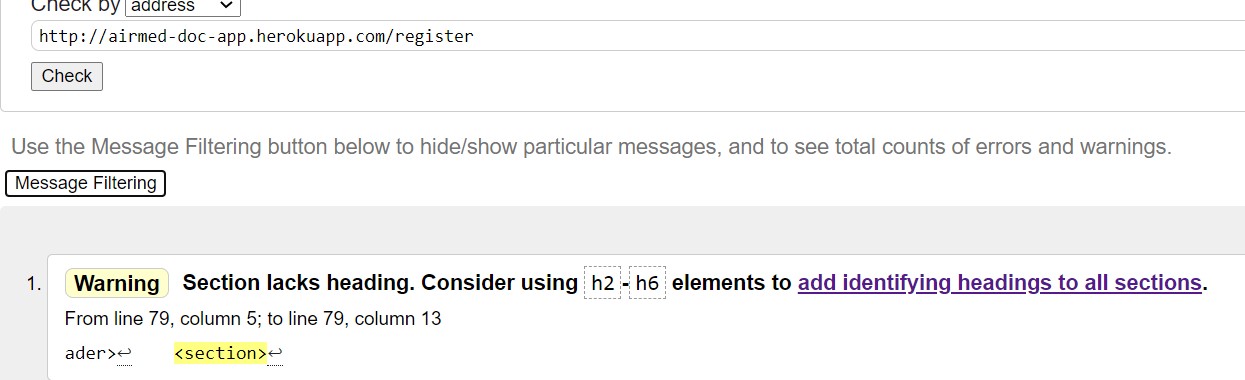 Check by address
http://airmed-doc-app.herokuapp.com/register
Check
Use the Message Filtering button below to hide/show particular messages, and to see total counts of errors and warnings.
Message Filtering
1. Warning Section lacks heading. Consider using h2-h6 elements to add identifying headings to all sections.
From line 79, column 5; to line 79, column 13
ader>↩ <section>↩